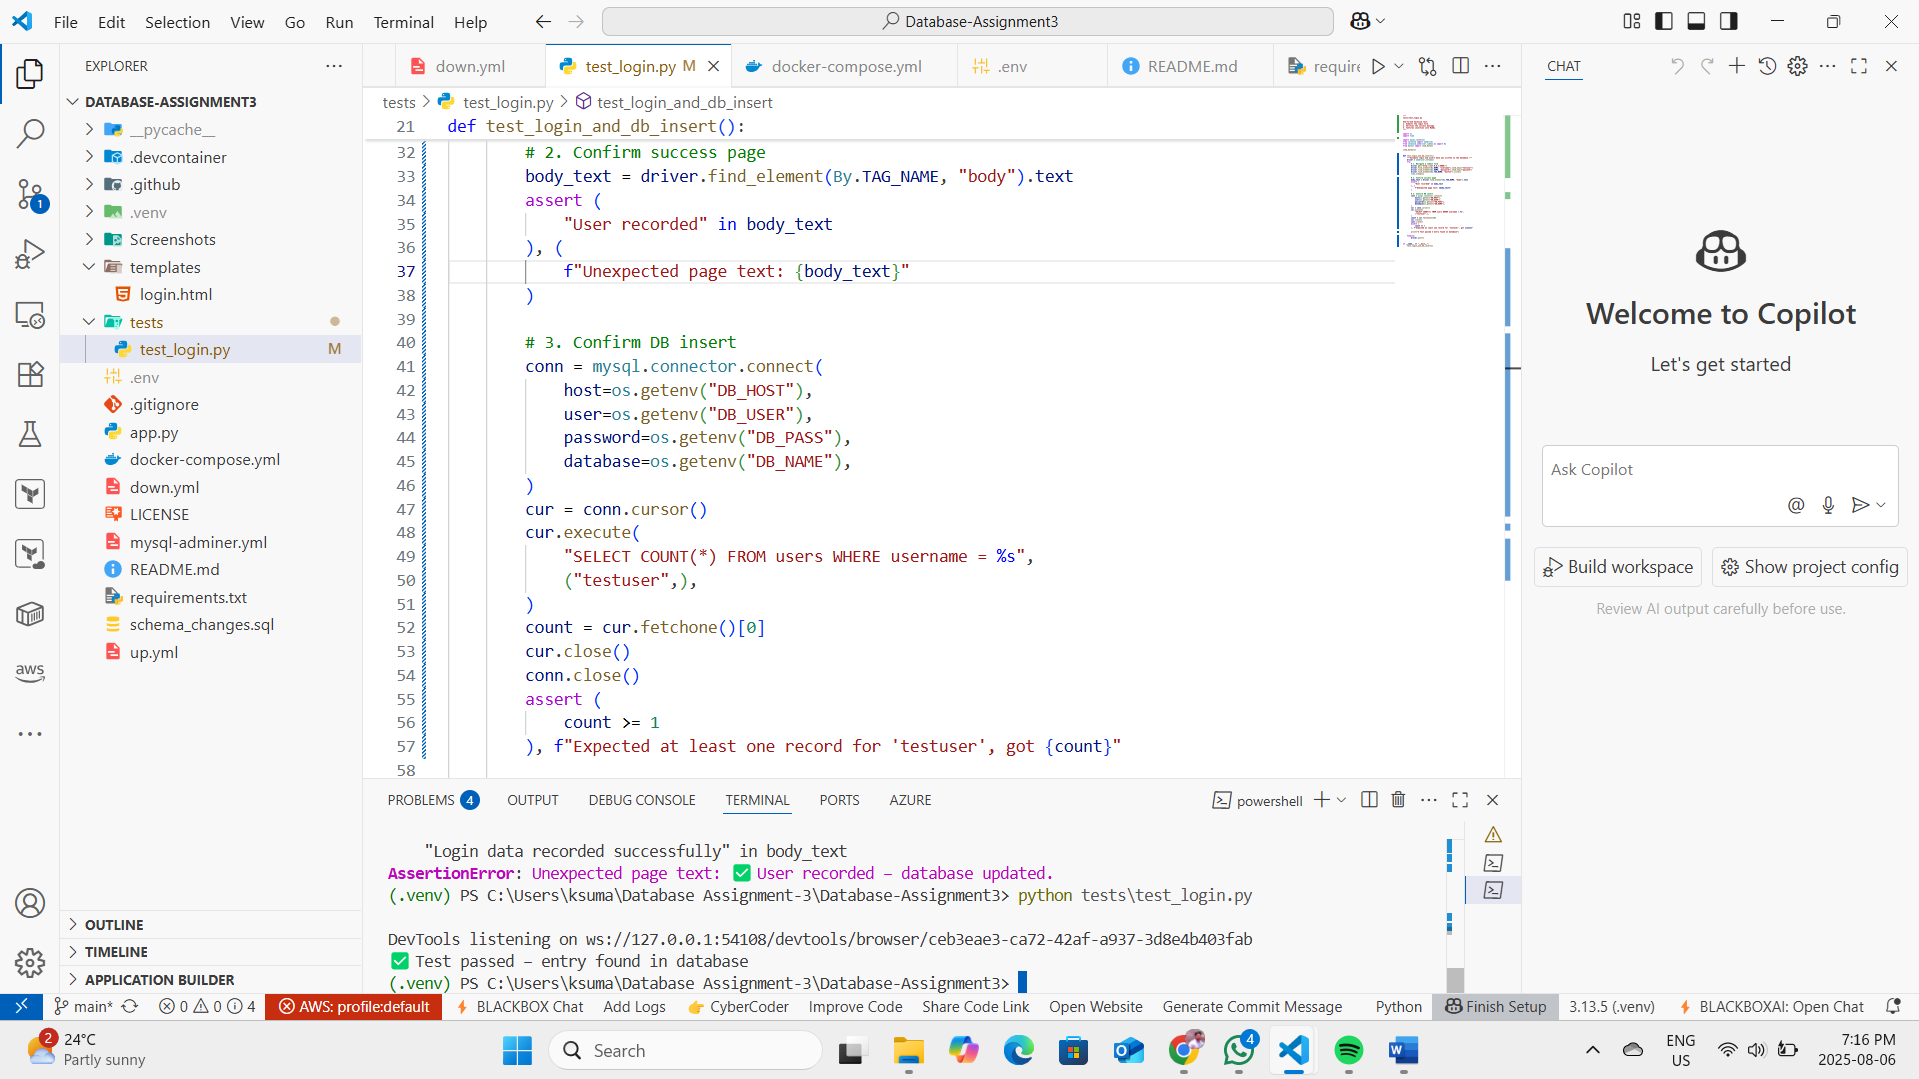 File Edit Selection View Go Run Terminal Help
Database-Assignment3
EXPLORER
DATABASE-ASSIGNMENT3
__pycache__
.devcontainer
.github
.venv
Screenshots
templates
login.html
tests
test_login.py M
.env
.gitignore
app.py
docker-compose.yml
down.yml
LICENSE
mysql-adminer.yml
README.md
requirements.txt
schema_changes.sql
up.yml
OUTLINE
TIMELINE
APPLICATION BUILDER
aws
1
down.yml test_login.py M docker-compose.yml .env README.md require
tests > test_login.py > test_login_and_db_insert
21 def test_login_and_db_insert():
32 # 2. Confirm success page
33 body_text = driver.find_element(By.TAG_NAME, "body").text
34 assert (
35 "User recorded" in body_text
36 ), (
37 f"Unexpected page text: {body_text}"
38 )
39
40 # 3. Confirm DB insert
41 conn = mysql.connector.connect(
42 host=os.getenv("DB_HOST"),
43 user=os.getenv("DB_USER"),
44 password=os.getenv("DB_PASS"),
45 database=os.getenv("DB_NAME"),
46 )
47 cur = conn.cursor()
48 cur.execute(
49 "SELECT COUNT(*) FROM users WHERE username = %s",
50 ("testuser",),
51 )
52 count = cur.fetchone()[0]
53 cur.close()
54 conn.close()
55 assert (
56 count >= 1
57 ), f"Expected at least one record for 'testuser', got {count}"
58
PROBLEMS 4 OUTPUT DEBUG CONSOLE TERMINAL PORTS AZURE
powershell
"Login data recorded successfully" in body_text
AssertionError: Unexpected page text: ✅ User recorded – database updated.
(.venv) PS C:\Users\ksuma\Database Assignment-3\Database-Assignment3> python tests\test_login.py
DevTools listening on ws://127.0.0.1:54108/devtools/browser/ceb3eae3-ca72-42af-a937-3d8e4b403fab
✅ Test passed – entry found in database
(.venv) PS C:\Users\ksuma\Database Assignment-3\Database-Assignment3>
CHAT
Welcome to Copilot
Let's get started
Ask Copilot
Build workspace
Show project config
Review AI output carefully before use.
main* 0 0 4 AWS: profile:default BLACKBOX Chat Add Logs CyberCoder Improve Code Share Code Link Open Website Generate Commit Message Python Finish Setup 3.13.5 (.venv) BLACKBOXAI: Open Chat
2
24°C
Partly sunny
Search
4
ENG
US
7:16 PM
2025-08-06